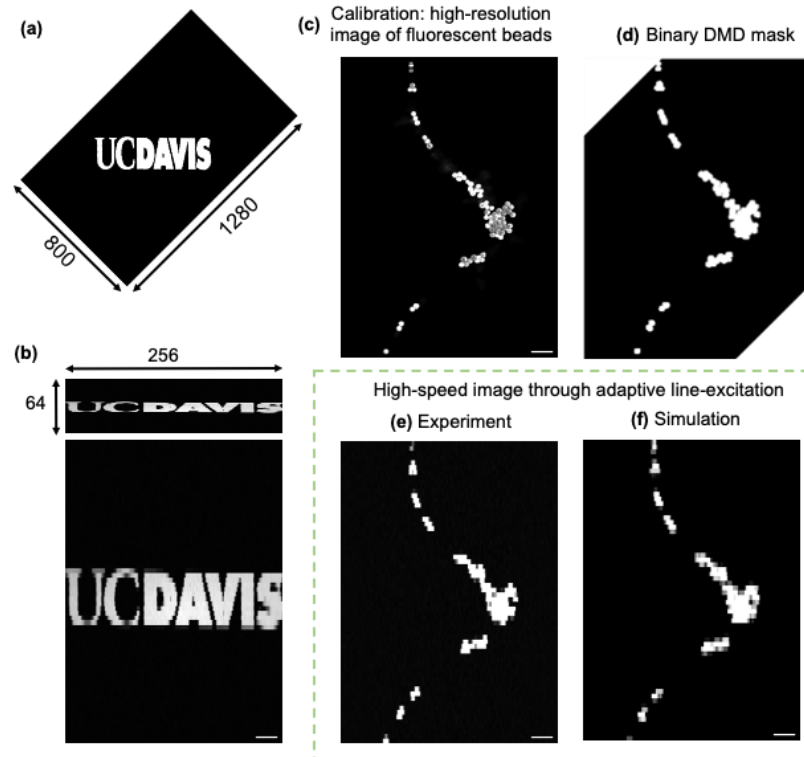 (a)
UCDAVIS
800
1280
(b)
256
64
UCDAVIS
UCDAVIS
(c) Calibration: high-resolution
image of fluorescent beads
(d) Binary DMD mask
High-speed image through adaptive line-excitation
(e) Experiment
(f) Simulation